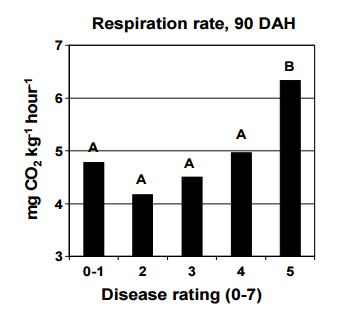 Respiration rate, 90 DAH
mg CO₂ kg⁻¹ hour⁻¹
7
6
5
4
3
A
A
A
A
B
0-1 2 3 4 5
Disease rating (0-7)